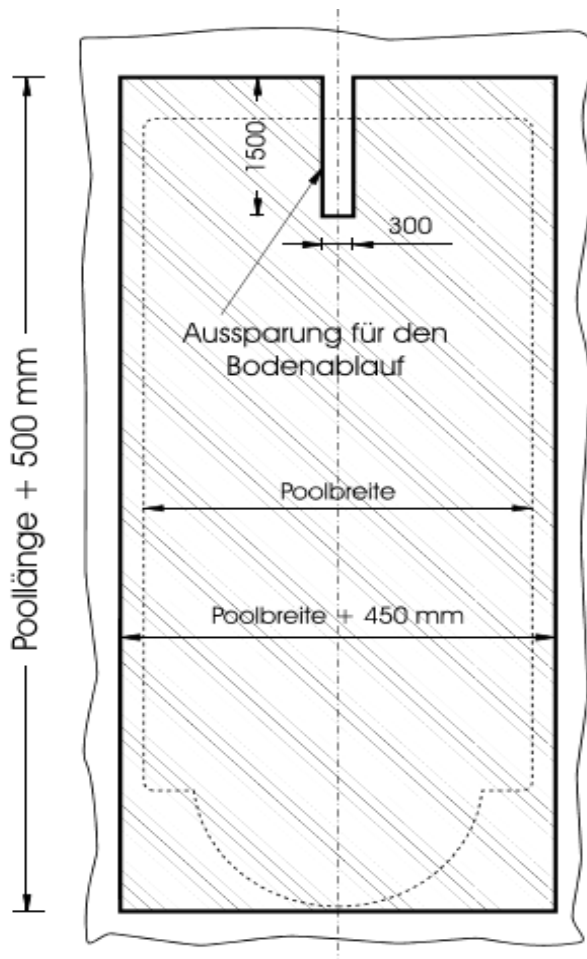 1500
300
Aussparung für den
Bodenablauf
Poollänge + 500 mm
Poolbreite
Poolbreite + 450 mm